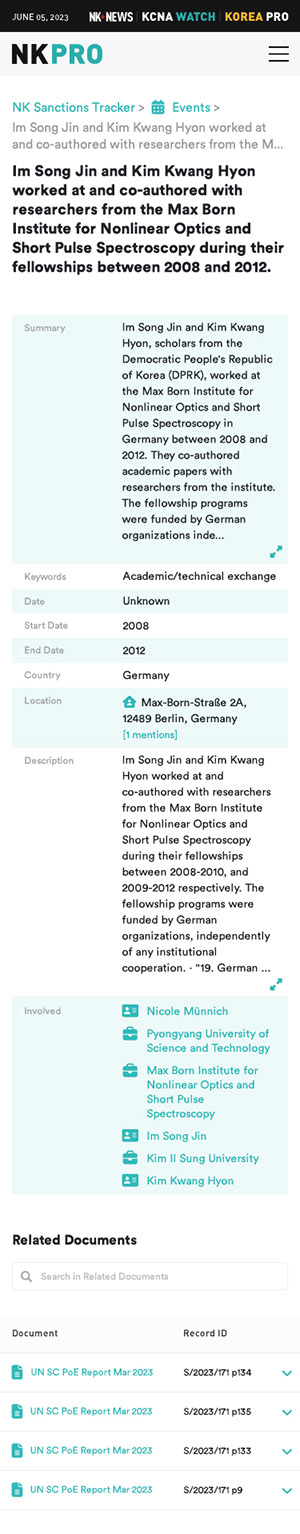 JUNE 05, 2023 NK NEWS KCNA WATCH KOREA PRO
NKPRO
NK Sanctions Tracker > Events >
Im Song Jin and Kim Kwang Hyon worked at
and co-authored with researchers from the M...
Im Song Jin and Kim Kwang Hyon
worked at and co-authored with
researchers from the Max Born
Institute for Nonlinear Optics and
Short Pulse Spectroscopy during their
fellowships between 2008 and 2012.
Summary Im Song Jin and Kim Kwang
Hyon, scholars from the
Democratic People's Republic
of Korea (DPRK), worked at
the Max Born Institute for
Nonlinear Optics and Short
Pulse Spectroscopy in
Germany between 2008 and
2012. They co-authored
academic papers with
researchers from the institute.
The fellowship programs
were funded by German
organizations inde...
Keywords Academic/technical exchange
Date Unknown
Start Date 2008
End Date 2012
Country Germany
Location Max-Born-Straße 2A,
12489 Berlin, Germany
[1 mentions]
Description Im Song Jin and Kim Kwang
Hyon worked at and
co-authored with researchers
from the Max Born Institute
for Nonlinear Optics and
Short Pulse Spectroscopy
during their fellowships
between 2008-2010, and
2009-2012 respectively. The
fellowship programs were
funded by German
organizations, independently
of any institutional
cooperation. · "19. German ...
Involved Nicole Münnich
Pyongyang University of
Science and Technology
Max Born Institute for
Nonlinear Optics and
Short Pulse
Spectroscopy
Im Song Jin
Kim Il Sung University
Kim Kwang Hyon
Related Documents
Search in Related Documents
Document Record ID
UN SC PoE Report Mar 2023 S/2023/171 p134
UN SC PoE Report Mar 2023 S/2023/171 p135
UN SC PoE Report Mar 2023 S/2023/171 p133
UN SC PoE Report Mar 2023 S/2023/171 p9